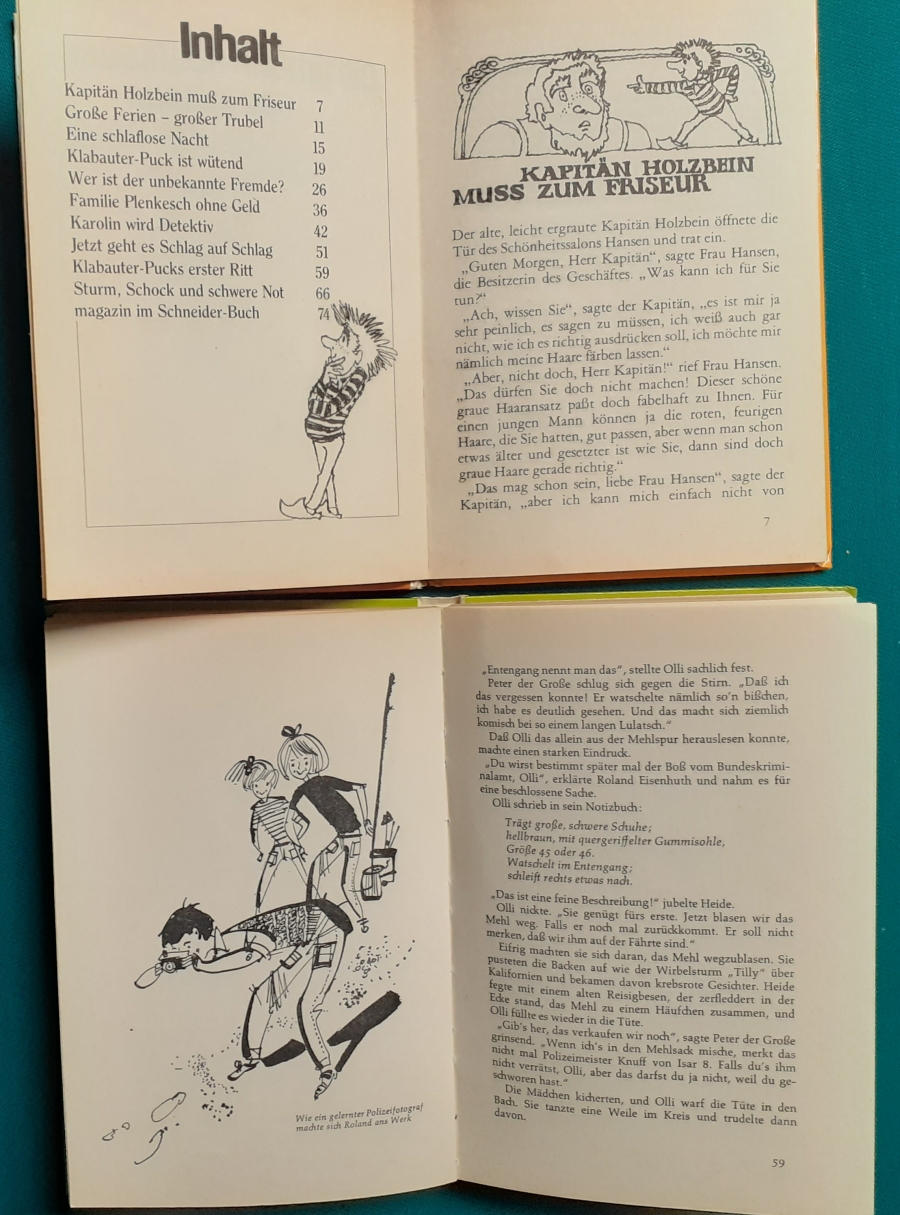 Inhalt
Kapitän Holzbein muß zum Friseur 7
Große Ferien – großer Trubel 11
Eine schlaflose Nacht 15
Klabauter-Puck ist wütend 19
Wer ist der unbekannte Fremde? 26
Familie Plenkesch ohne Geld 36
Karolin wird Detektiv 42
Jetzt geht es Schlag auf Schlag 51
Klabauter-Pucks erster Ritt 59
Sturm, Schock und schwere Not 66
magazin im Schneider-Buch 74
KAPITÄN HOLZBEIN
MUSS ZUM FRISEUR
Der alte, leicht ergraute Kapitän Holzbein öffnete die
Tür des Schönheitssalons Hansen und trat ein.
„Guten Morgen, Herr Kapitän“, sagte Frau Hansen,
die Besitzerin des Geschäftes. „Was kann ich für Sie
tun?“
„Ach, wissen Sie“, sagte der Kapitän, „es ist mir ja
sehr peinlich, es sagen zu müssen, ich weiß auch gar
nicht, wie ich es richtig ausdrücken soll, ich möchte mir
nämlich meine Haare färben lassen.“
„Aber, nicht doch, Herr Kapitän!“ rief Frau Hansen.
„Das dürfen Sie doch nicht machen! Dieser schöne
graue Haaransatz paßt doch fabelhaft zu Ihnen. Für
einen jungen Mann können ja die roten, feurigen
Haare, die Sie hatten, gut passen, aber wenn man schon
etwas älter und gesetzter ist wie Sie, dann sind doch
graue Haare gerade richtig.“
„Das mag schon sein, liebe Frau Hansen“, sagte der
Kapitän, „aber ich kann mich einfach nicht von
7
Wie ein gelernter Polizeifotograf
machte sich Roland ans Werk
„Entengang nennt man das“, stellte Olli sachlich fest.
Peter der Große schlug sich gegen die Stirn. „Daß ich
das vergessen konnte! Er watschelte nämlich so'n bißchen,
ich habe es deutlich gesehen. Und das macht sich ziemlich
komisch bei so einem langen Lulatsch.“
Daß Olli das allein aus der Mehlspur herauslesen konnte,
machte einen starken Eindruck.
„Du wirst bestimmt später mal der Boß vom Bundeskrimi-
nalamt, Olli“, erklärte Roland Eisenhuth und nahm es für
eine beschlossene Sache.
Olli schrieb in sein Notizbuch:
Trägt große, schwere Schuhe;
hellbraun, mit quergeriffelter Gummisohle,
Größe 45 oder 46.
Watschelt im Entengang;
schleift rechts etwas nach.
„Das ist eine feine Beschreibung!“ jubelte Heide.
Olli nickte. „Sie genügt fürs erste. Jetzt blasen wir das
Mehl weg. Falls er noch mal zurückkommt. Er soll nicht
merken, daß wir ihm auf der Fährte sind.“
Eifrig machten sie sich daran, das Mehl wegzublasen. Sie
pusteten die Backen auf wie der Wirbelsturm „Tilly“ über
Kalifornien und bekamen davon krebsrote Gesichter. Heide
fegte mit einem alten Reisigbesen, der zerfleddert in der
Ecke stand, das Mehl zu einem Häufchen zusammen, und
Olli füllte es wieder in die Tüte.
„Gib's her, das verkaufen wir noch“, sagte Peter der Große
grinsend. „Wenn ich's in den Mehlsack mische, merkt das
nicht mal Polizeimeister Knuff von Isar 8. Falls du's ihm
nicht verrätst, Olli, aber das darfst du ja nicht, weil du ge-
schworen hast.“
Die Mädchen kicherten, und Olli warf die Tüte in den
Bach. Sie tanzte eine Weile im Kreis und trudelte dann
davon.
59